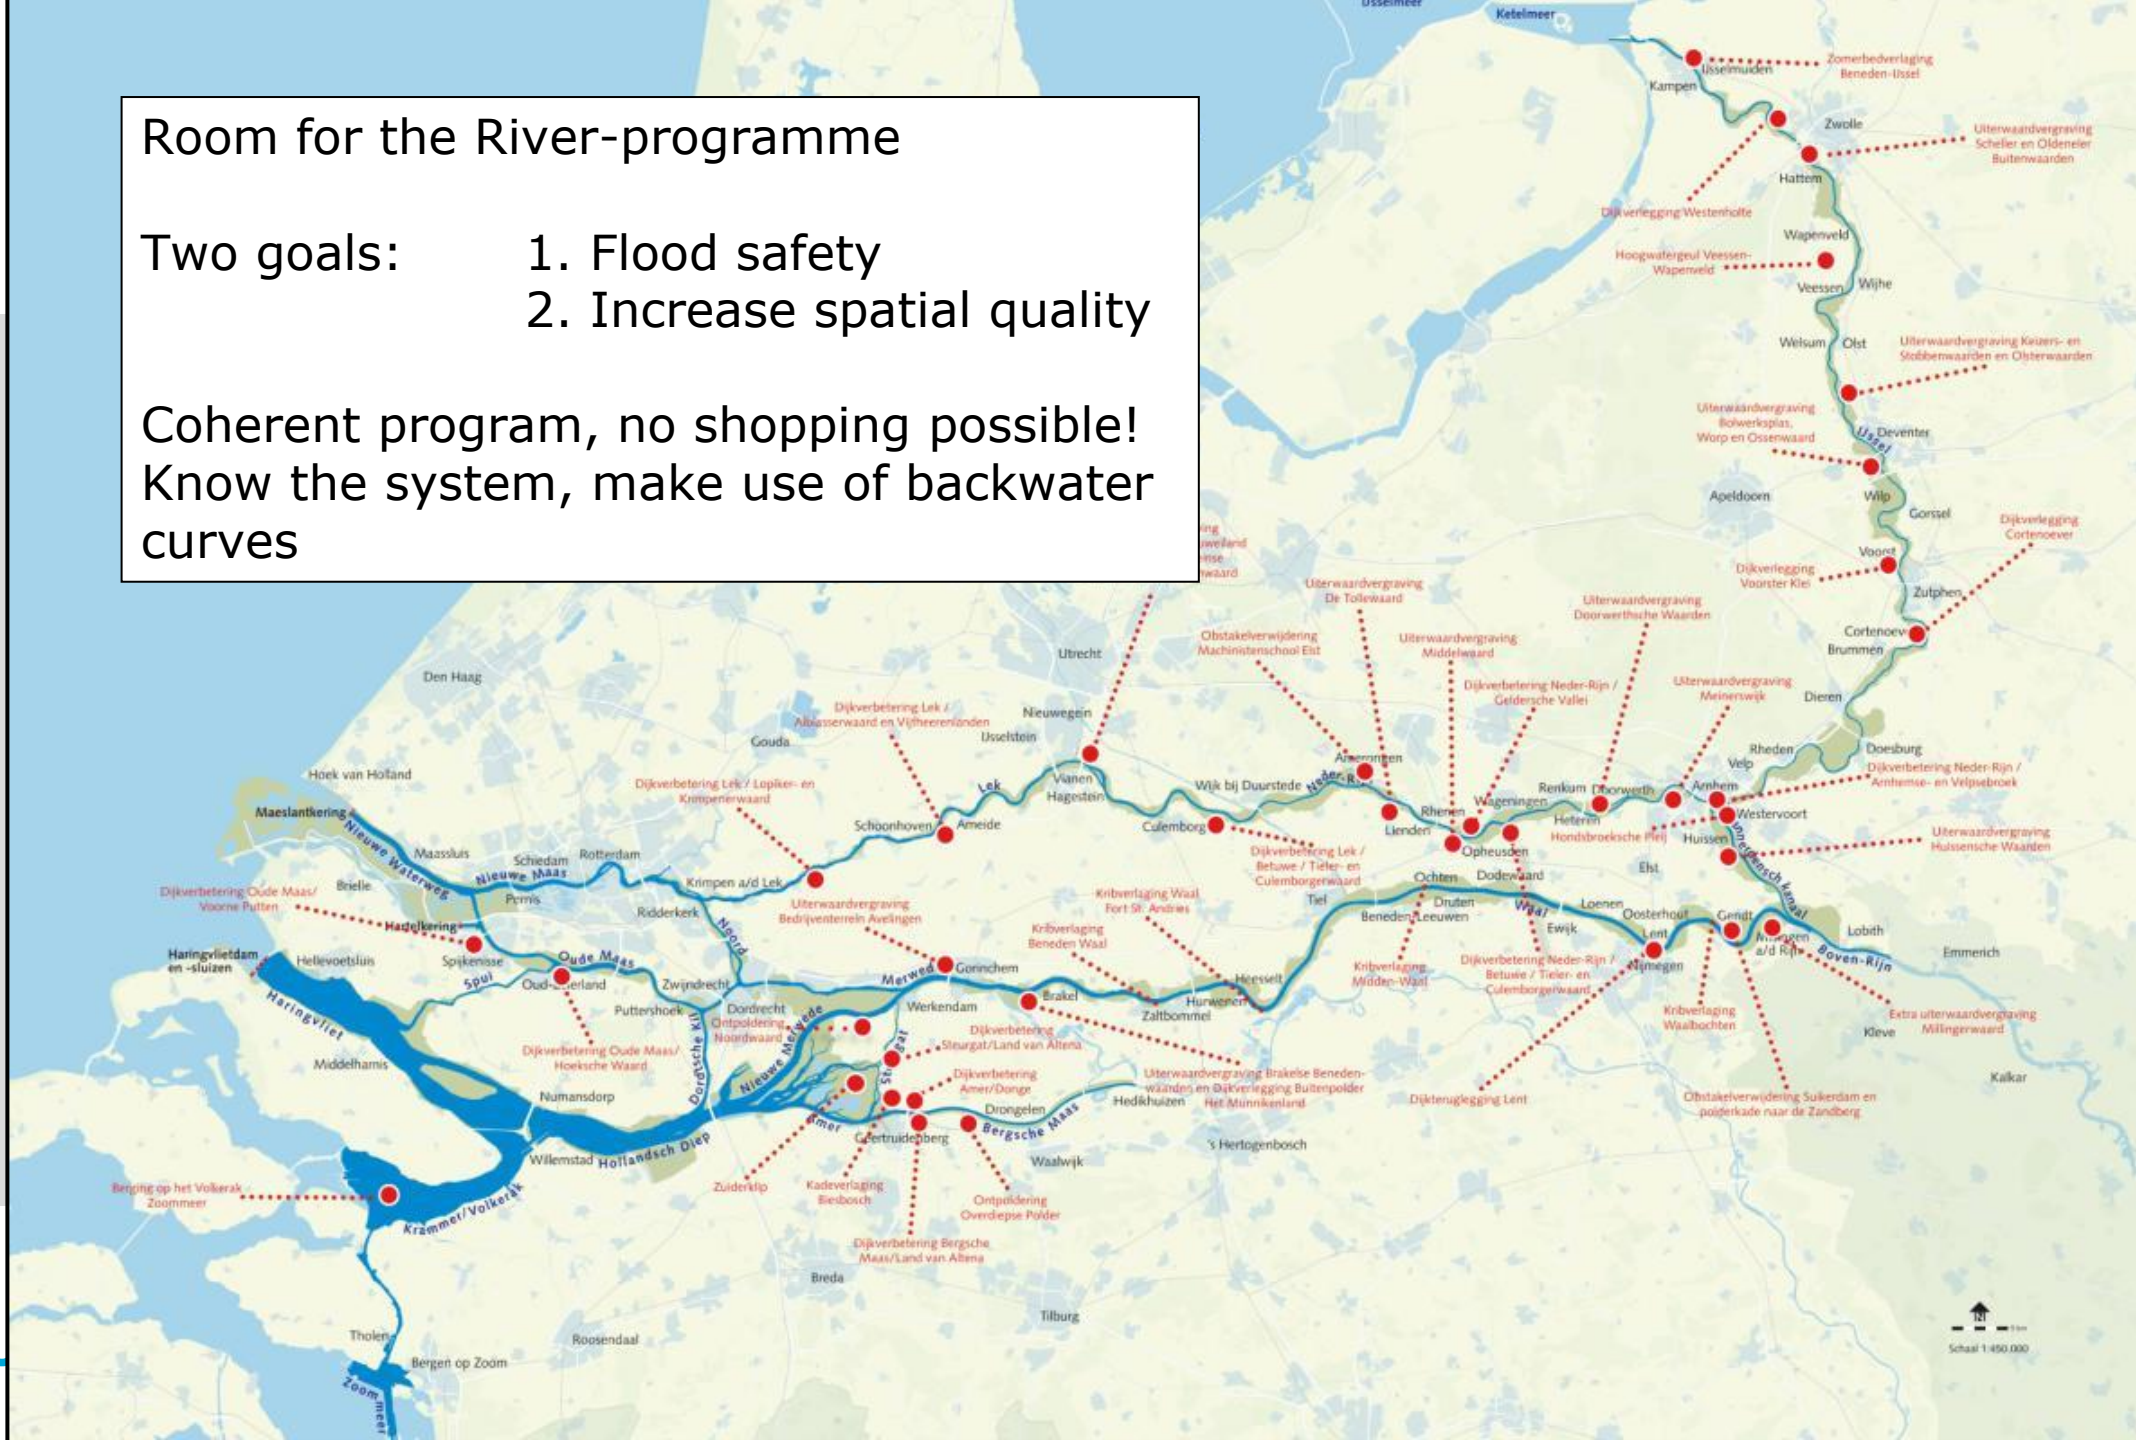 Room for the River-programme
Two goals: 1. Flood safety
2. Increase spatial quality
Coherent program, no shopping possible!
Know the system, make use of backwater
curves
Ketelmeer
Zomerbedverlaging
Beneden-IJssel
IJsselmuiden
Kampen
Zwolle
Uiterwaardvergraving
Scheller en Oldeneler
Buitenwaarden
Hattem
Dijkverlegging Westenholte
Wapenveld
Hoogwatergeul Veessen-
Wapenveld
Veessen
Wijhe
Welsum
Olst
Uiterwaardvergraving Keizers- en
Stobbenwaarden en Olsterwaarden
Uiterwaardvergraving
Bolwerksplas,
Worp en Ossenwaard
IJssel
Deventer
Apeldoorn
Wilp
Gorssel
Dijkverlegging
Cortenoever
Voorst
Dijkverlegging
Voorster Klei
Zutphen
Uiterwaardvergraving
De Tollewaard
Uiterwaardvergraving
Doorwerthsche Waarden
Obstakelverwijdering
Machinistenschool Elst
Uiterwaardvergraving
Middelwaard
Cortenoev
Brummen
Utrecht
Den Haag
Dijkverbetering Neder-Rijn /
Geldersche Vallei
Uiterwaardvergraving
Meinerswijk
Dieren
Dijkverbetering Lek /
Alblasserwaard en Vijfheerenlanden
Nieuwegein
IJsselstein
Gouda
Rheden
Doesburg
Velp
Dijkverbetering Neder-Rijn /
Arnhemse- en Velpsebroek
Hoek van Holland
Dijkverbetering Lek / Lopiker- en
Krimpenerwaard
Lek
Vianen
Hagestein
Wijk bij Duurstede
Amerongen
Neder-R
Renkum
Doorwerth
Arnhem
Maeslantkering
Nieuwe Waterweg
Schoonhoven
Ameide
Culemborg
Rhenen
Wageningen
Lienden
Heteren
Westervoort
Hondsbroeksche Pleij
Huissen
Uiterwaardvergraving
Huissensche Waarden
Maassluis
Schiedam
Rotterdam
Nieuwe Maas
Opheusden
Dijkverbetering Lek /
Betuwe / Tieler- en
Culemborgerwaard
Elst
Dijkverbetering Oude Maas/
Voorne Putten
Brielle
Pernis
Krimpen a/d Lek
Ridderkerk
Noord
Uiterwaardvergraving
Bedrijventerrein Avelingen
Kribverlaging Waal
Fort St. Andries
Tiel
Ochten
Dodewaard
Druten
Beneden-Leeuwen
Waal
Loenen
Ewijk
Oosterhout
Gendt
Lent
Lobith
Hartelkering
Kribverlaging
Beneden Waal
Haringvlietdam
en -sluizen
Hellevoetsluis
Spijkenisse
Oude Maas
Spui
Zwijndrecht
Merwed
Gorinchem
Heesselt
Kribverlaging
Midden-Waal
Dijkverbetering Neder-Rijn /
Betuwe / Tieler- en
Culemborgerwaard
Nijmegen
a/d Rijn
Boven-Rijn
Emmerich
Haringvliet
Puttershoek
Dordrecht
Ontpoldering
Noordwaard
Werkendam
Brakel
Zaltbommel
Hurwenen
Kribverlaging
Waalbochten
Extra uiterwaardvergraving
Millingerwaard
Kleve
Dijkverbetering Oude Maas/
Hoeksche Waard
Dordtsche Kil
Nieuwe Merwede
Dijkverbetering
Steurgat/Land van Altena
Middelharnis
Dijkverbetering
Amer/Donge
Uiterwaardvergraving Brakelse Beneden-
waarden en Dijkverlegging Buitenpolder
Het Munnikenland
Kalkar
Numansdorp
Drongelen
Hedikhuizen
Dijkteruglegging Lent
Obstakelverwijdering Suikerdam en
polderkade naar de Zandberg
Geertruidenberg
Bergsche Maas
's Hertogenbosch
Willemstad
Hollandsch Diep
Waalwijk
Berging op het Volkerak
Zoommeer
Zuiderklip
Kadeverlaging
Biesbosch
Ontpoldering
Overdiepse Polder
Krammer/Volkerak
Dijkverbetering Bergsche
Maas/Land van Altena
Breda
Tilburg
Tholen
Roosendaal
Bergen op Zoom
Zoommeer
N
Schaal 1:450.000